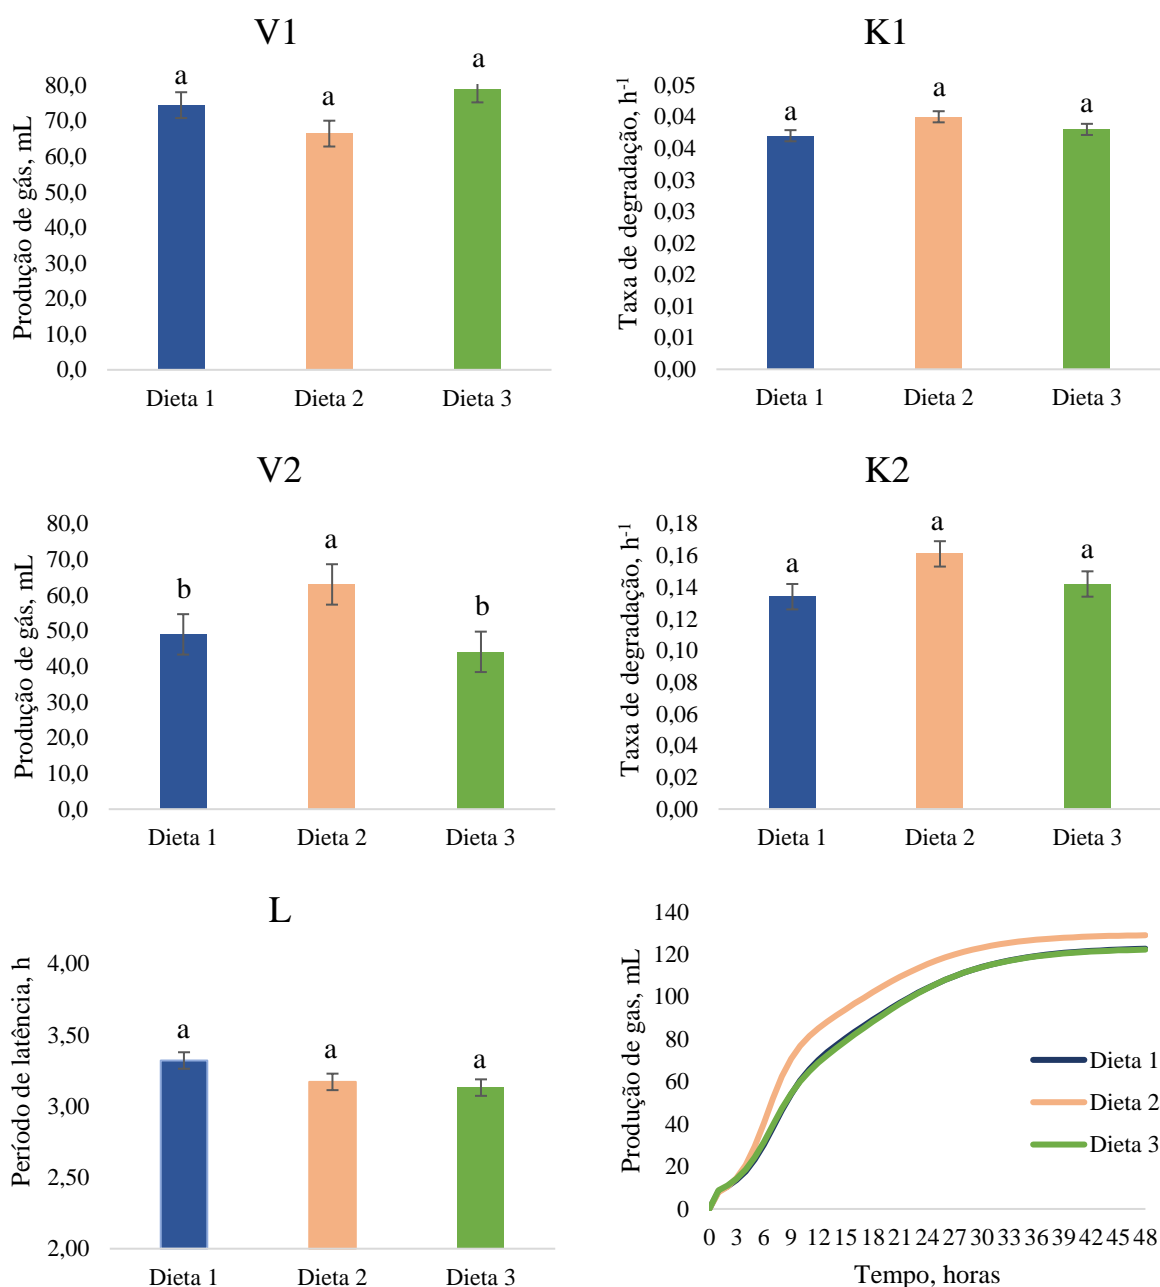 V1
Produção de gás, mL
80,0
70,0
60,0
50,0
40,0
30,0
20,0
10,0
0,0
a
a
a
Dieta 1 Dieta 2 Dieta 3
K1
Taxa de degradação, h-1
0,05
0,04
0,04
0,03
0,03
0,02
0,02
0,01
0,01
0,00
a
a
a
Dieta 1 Dieta 2 Dieta 3
V2
Produção de gás, mL
80,0
70,0
60,0
50,0
40,0
30,0
20,0
10,0
0,0
b
a
b
Dieta 1 Dieta 2 Dieta 3
K2
Taxa de degradação, h-1
0,18
0,16
0,14
0,12
0,10
0,08
0,06
0,04
0,02
0,00
a
a
a
Dieta 1 Dieta 2 Dieta 3
L
Período de latência, h
4,00
3,50
3,00
2,50
2,00
a
a
a
Dieta 1 Dieta 2 Dieta 3
Produção de gas, mL
140
120
100
80
60
40
20
0
Dieta 1
Dieta 2
Dieta 3
0 3 6 9 12 15 18 21 24 27 30 33 36 39 42 45 48
Tempo, horas